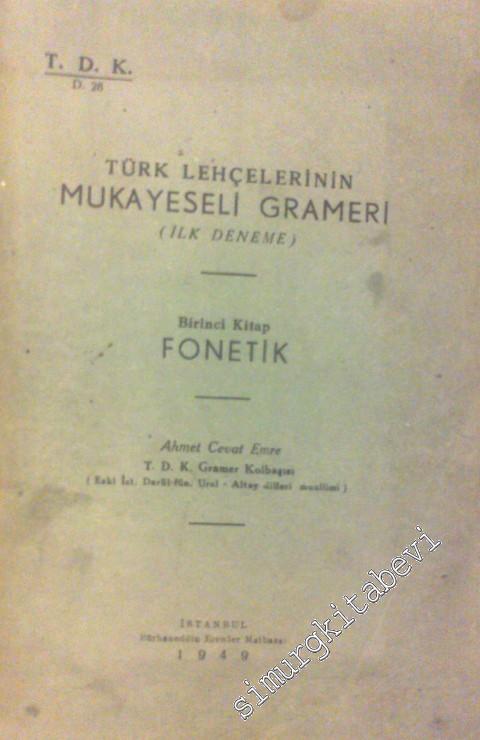 T. D. K.
D. 26
TÜRK LEHÇELERİNİN
MUKAYESELİ GRAMERİ
(İLK DENEME)
Birinci Kitap
FONETİK
Ahmet Cevat Emre
T. D. K. Gramer Kolbaşısı
( Eski İst. Darül-fün. Ural - Altay dilleri muallimi )
İSTANBUL
Bürhaneddin Erenler Matbaası
1949
simurgkitabevi